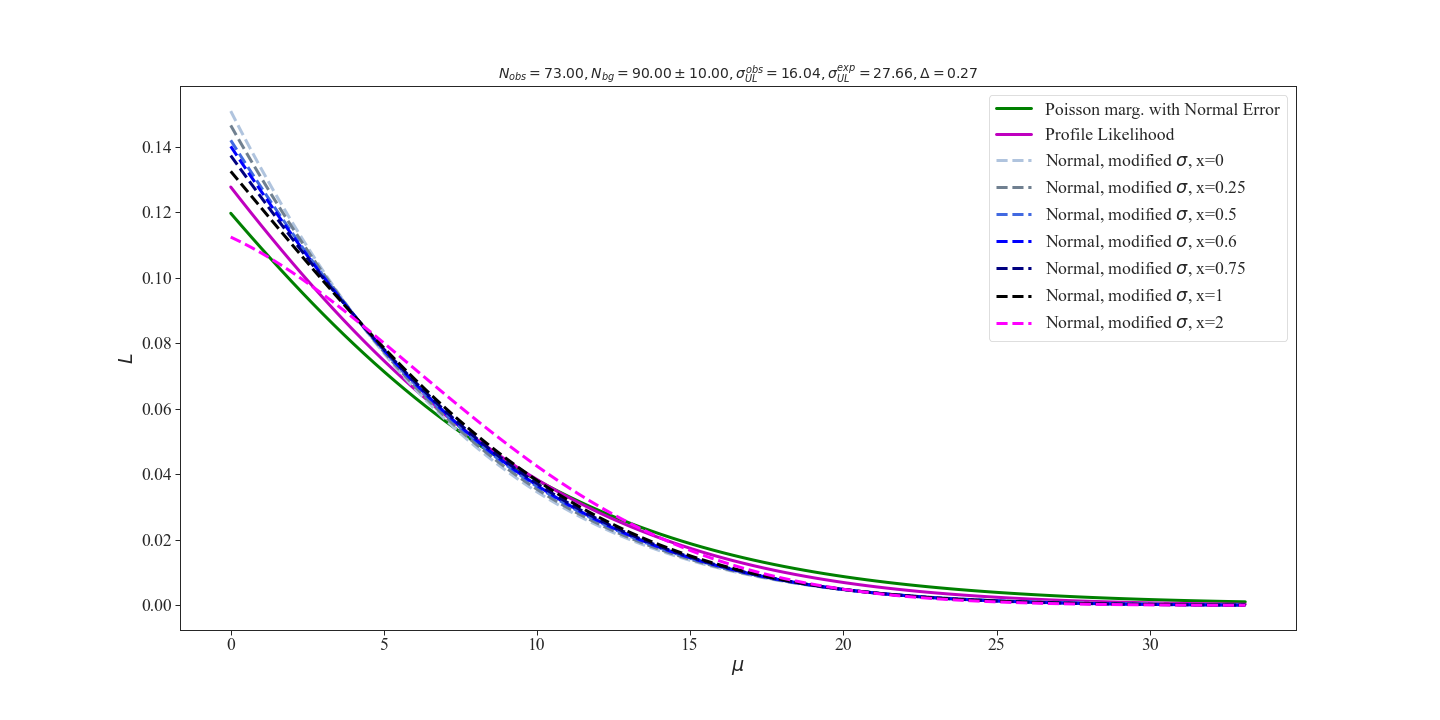 N_obs = 73.00, N_bg = 90.00 ± 10.00, σ_UL^obs = 16.04, σ_UL^exp = 27.66, Δ = 0.27
Poisson marg. with Normal Error
Profile Likelihood
Normal, modified σ, x=0
Normal, modified σ, x=0.25
Normal, modified σ, x=0.5
Normal, modified σ, x=0.6
Normal, modified σ, x=0.75
Normal, modified σ, x=1
Normal, modified σ, x=2
L
0.14
0.12
0.10
0.08
0.06
0.04
0.02
0.00
0 5 10 15 20 25 30
μ